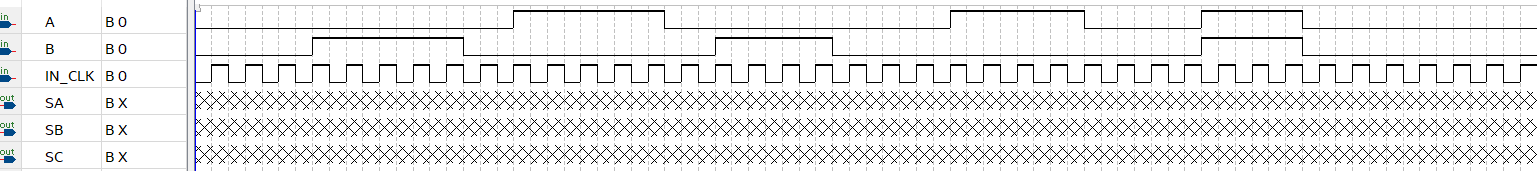 in A B 0
in B B 0
in IN_CLK B 0
out SA B X
out SB B X
out SC B X